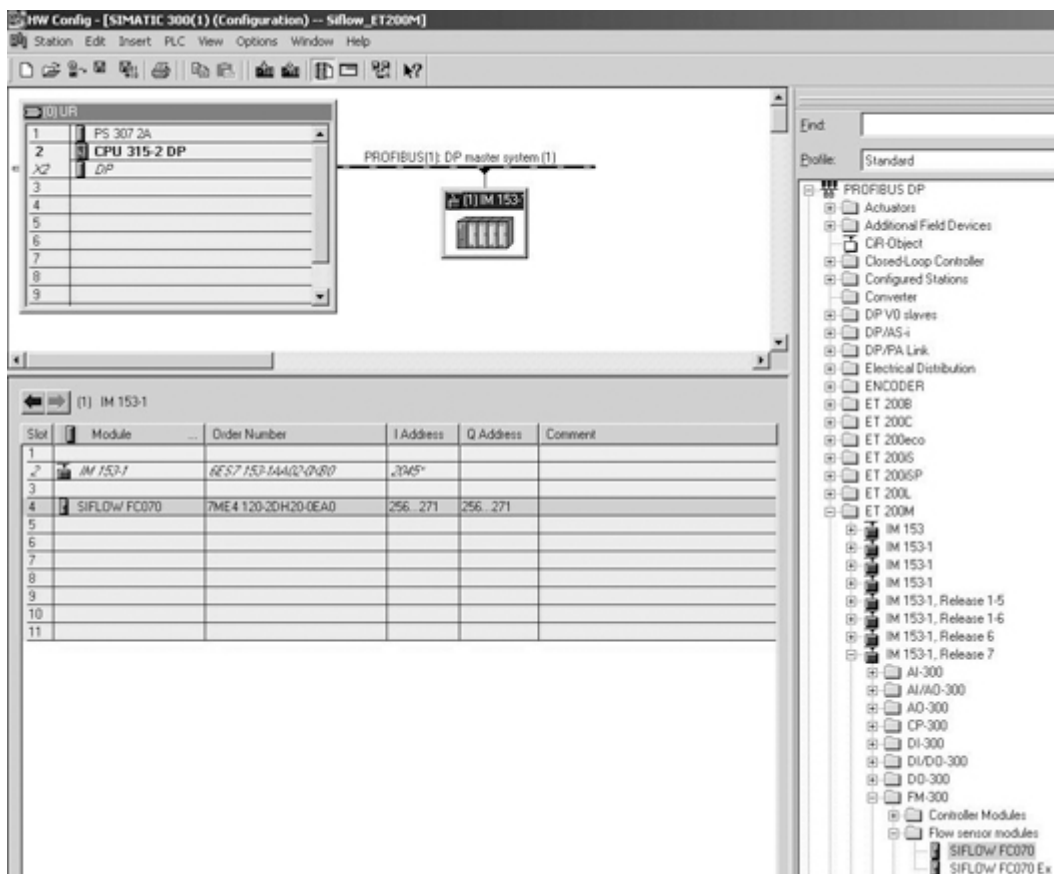 HW Config - [SIMATIC 300(1) (Configuration) -- Siflow_ET200M]
Station Edit Insert PLC View Options Window Help
(0) UR
1 PS 307 2A
2 CPU 315-2 DP
X2 DP
3
4
5
6
7
8
9
PROFIBUS(1): DP master system (1)
(1) IM 153-1
(1) IM 153-1
Slot Module ... Order Number I Address Q Address Comment
1
2 IM 153-1 6ES7 153-1AA02-0XB0 2045*
3
4 SIFLOW FC070 7ME4 120-2DH20-0EA0 256...271 256...271
5
6
7
8
9
10
11
Find:
Profile: Standard
PROFIBUS DP
Actuators
Additional Field Devices
CiR-Object
Closed-Loop Controller
Configured Stations
Converter
DP V0 slaves
DP/AS-i
DP/PA Link
Electrical Distribution
ENCODER
ET 200B
ET 200C
ET 200eco
ET 200iS
ET 200iSP
ET 200L
ET 200M
IM 153
IM 153-1
IM 153-1
IM 153-1
IM 153-1, Release 1-5
IM 153-1, Release 1-6
IM 153-1, Release 6
IM 153-1, Release 7
AI-300
AI/AO-300
AO-300
CP-300
DI-300
DI/DO-300
DO-300
FM-300
Controller Modules
Flow sensor modules
SIFLOW FC070
SIFLOW FC070 Ex